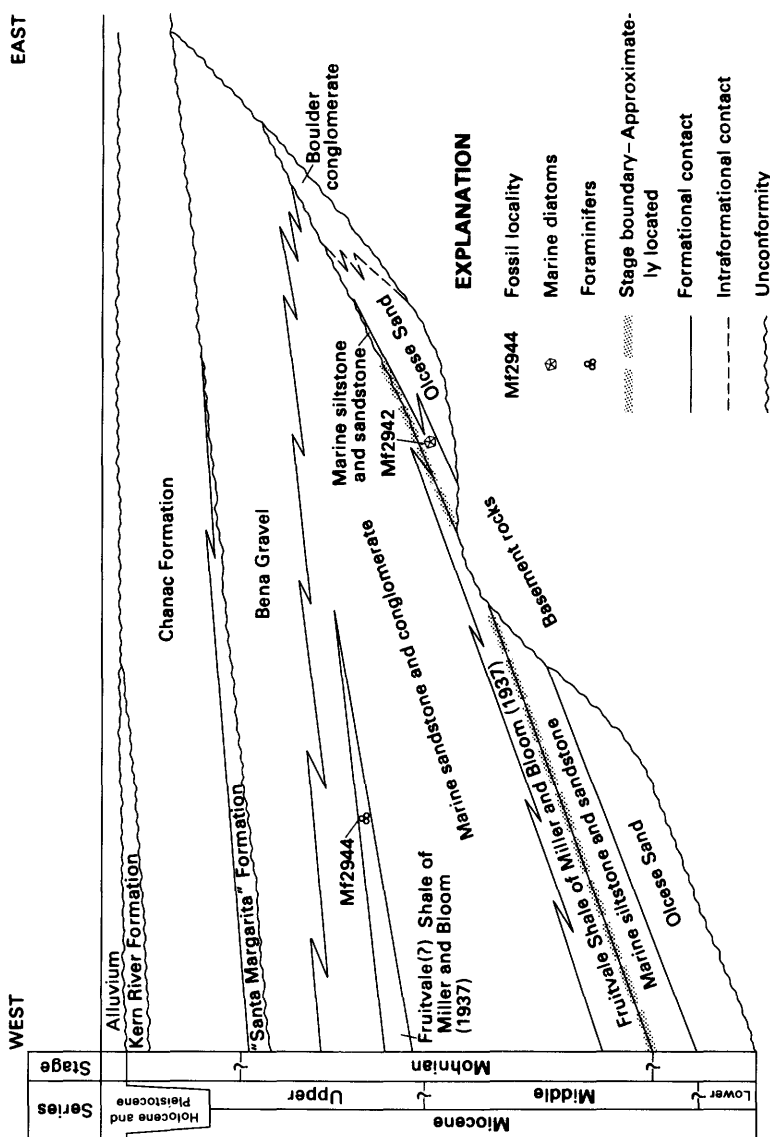 WEST
EAST
Series
Stage
Holocene and
Pleistocene
Miocene
Upper
Middle
Lower
?
?
Mohnian
?
?
Alluvium
Kern River Formation
Chanac Formation
"Santa Margarita" Formation
Bena Gravel
Mf2944
Fruitvale(?) Shale of
Miller and Bloom
(1937)
Marine sandstone and conglomerate
Fruitvale Shale of Miller and Bloom (1937)
Marine siltstone and sandstone
Olcese Sand
Basement rocks
Marine siltstone
and sandstone
Mf2942
Olcese Sand
Boulder
conglomerate
EXPLANATION
Mf2944 Fossil locality
Marine diatoms
Foraminifers
Stage boundary—Approximate-
ly located
Formational contact
Intraformational contact
Unconformity